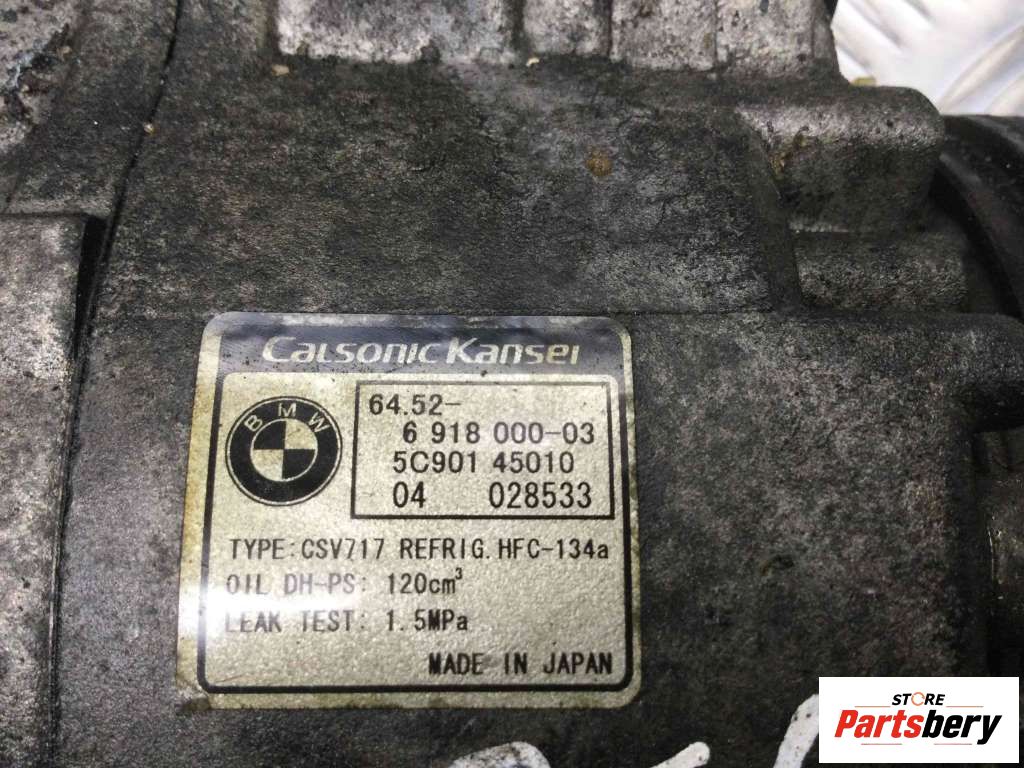 Calsonic Kansei
BMW
64.52-
6 918 000-03
5C901 45010
04 028533
TYPE:CSV717 REFRIG. HFC-134a
OIL DH-PS: 120cm³
LEAK TEST: 1.5MPa
MADE IN JAPAN
STORE
Partsbery